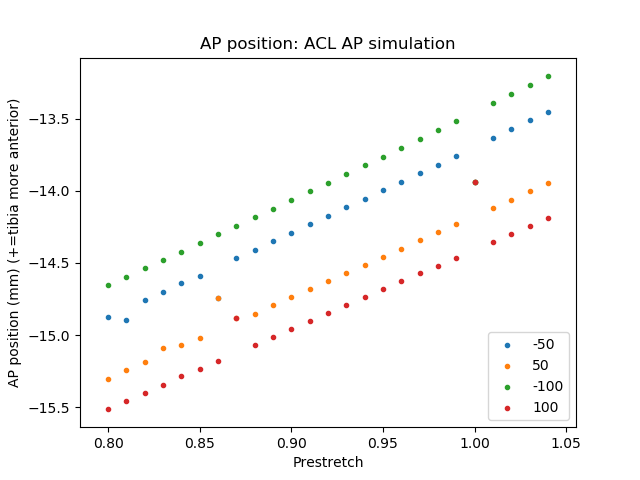 AP position: ACL AP simulation
AP position (mm) (+=tibia more anterior)
−13.5
−14.0
−14.5
−15.0
−15.5
0.80 0.85 0.90 0.95 1.00 1.05
Prestretch
-50
50
-100
100